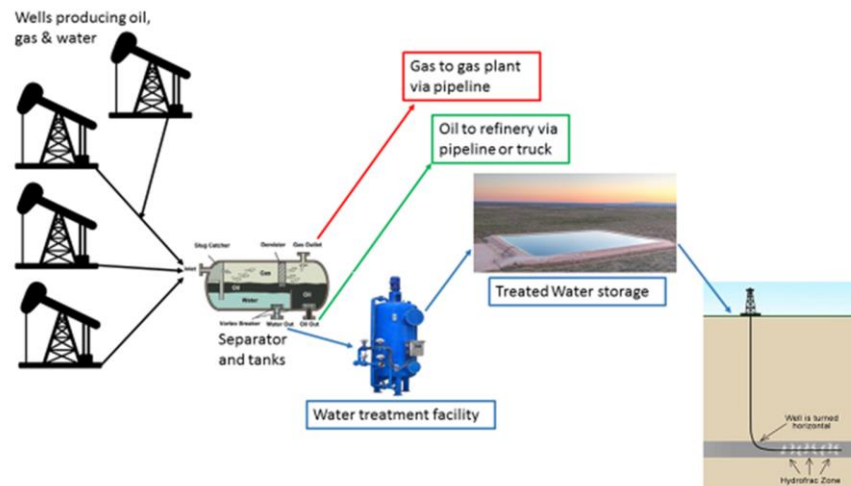 Wells producing oil,
gas & water
Gas to gas plant
via pipeline
Oil to refinery via
pipeline or truck
Slug Catcher
Demister
Gas Outlet
Inlet
Gas
Oil
Oil
Water
Vortex Breaker
Water Out
Oil Out
Separator
and tanks
Treated Water storage
Water treatment facility
Well is turned
horizontal
Hydrofrac Zone